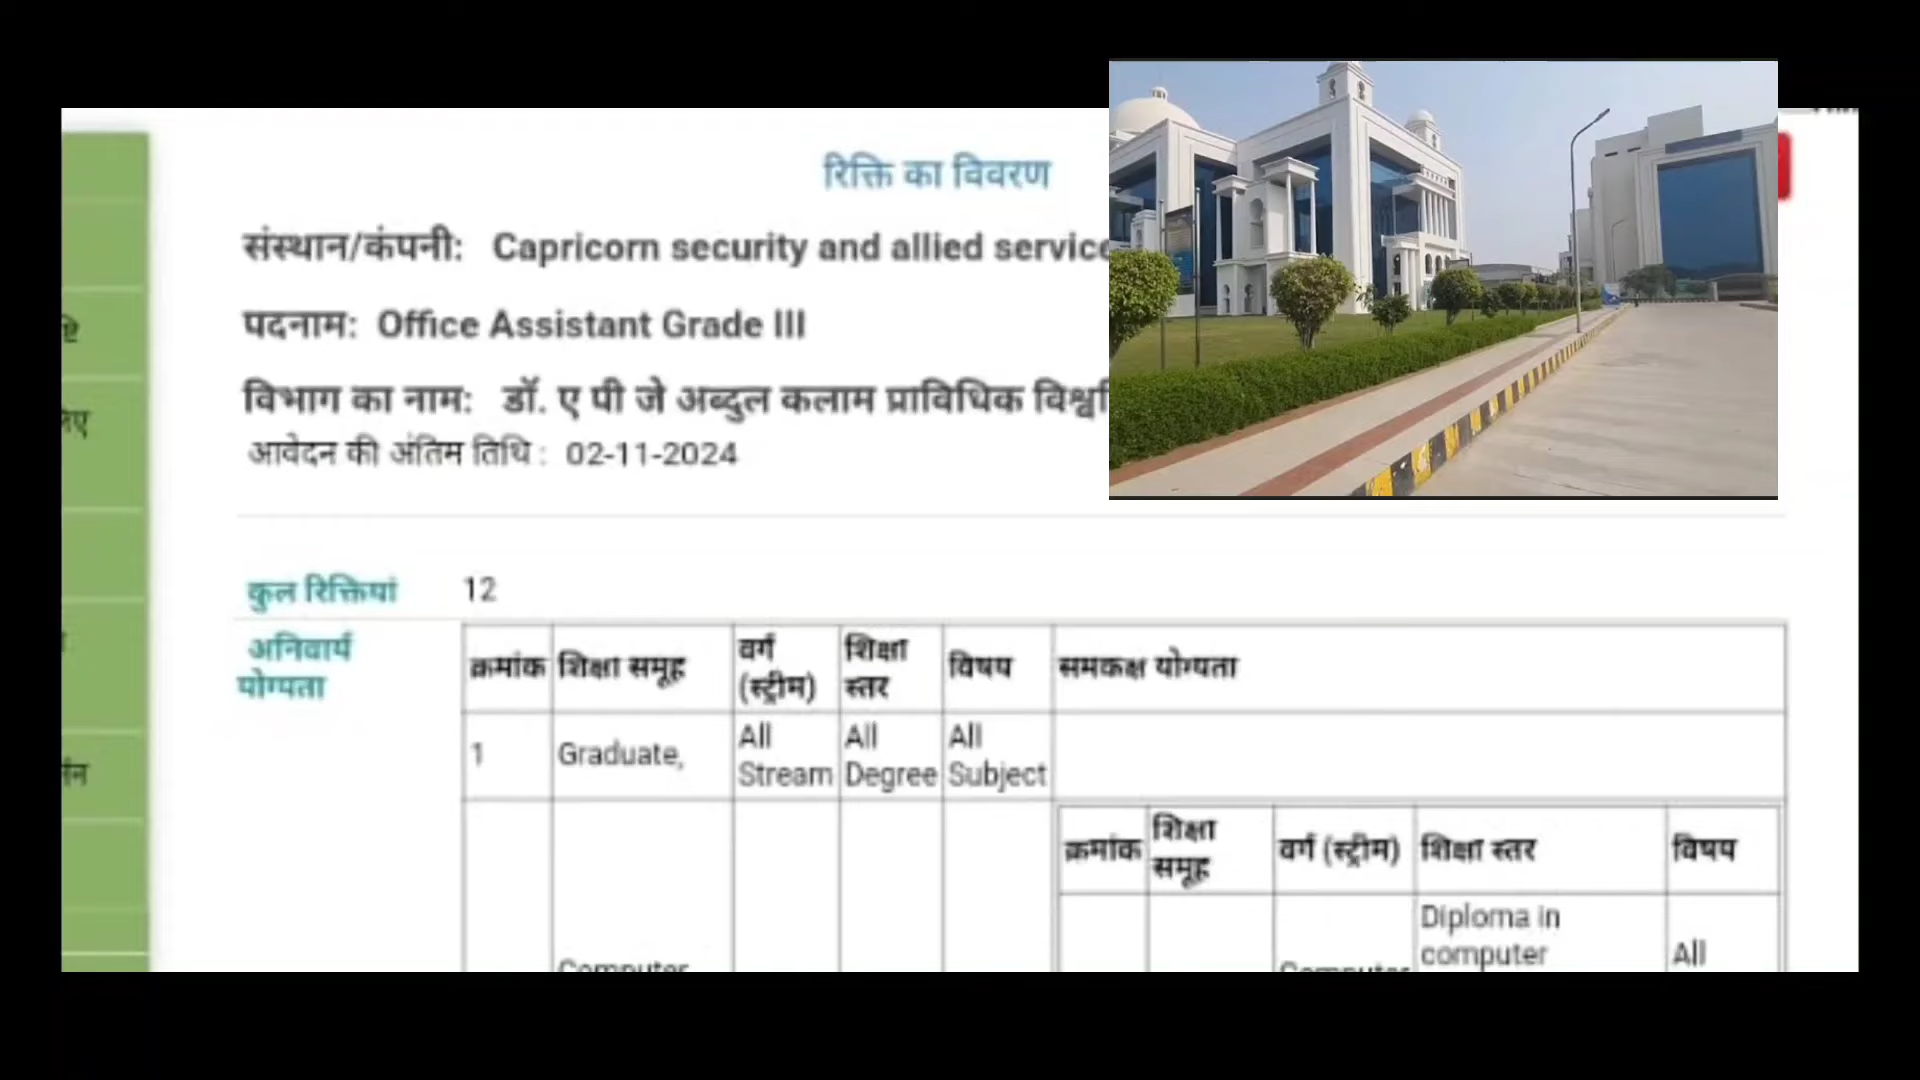 रिक्ति का विवरण
संस्थान/कंपनी: Capricorn security and allied
पदनाम: Office Assistant Grade III
विभाग का नाम: डॉ. ए पी जे अब्दुल कलाम प्राविधिक
आवेदन की अंतिम तिथि : 02-11-2024
कुल रिक्तियां 12
अनिवार्य योग्यता
क्रमांक शिक्षा समूह वर्ग (स्ट्रीम) शिक्षा स्तर विषय समकक्ष योग्यता
1 Graduate, All Stream All Degree All Subject
क्रमांक शिक्षा समूह वर्ग (स्ट्रीम) शिक्षा स्तर विषय
Diploma in
computer All